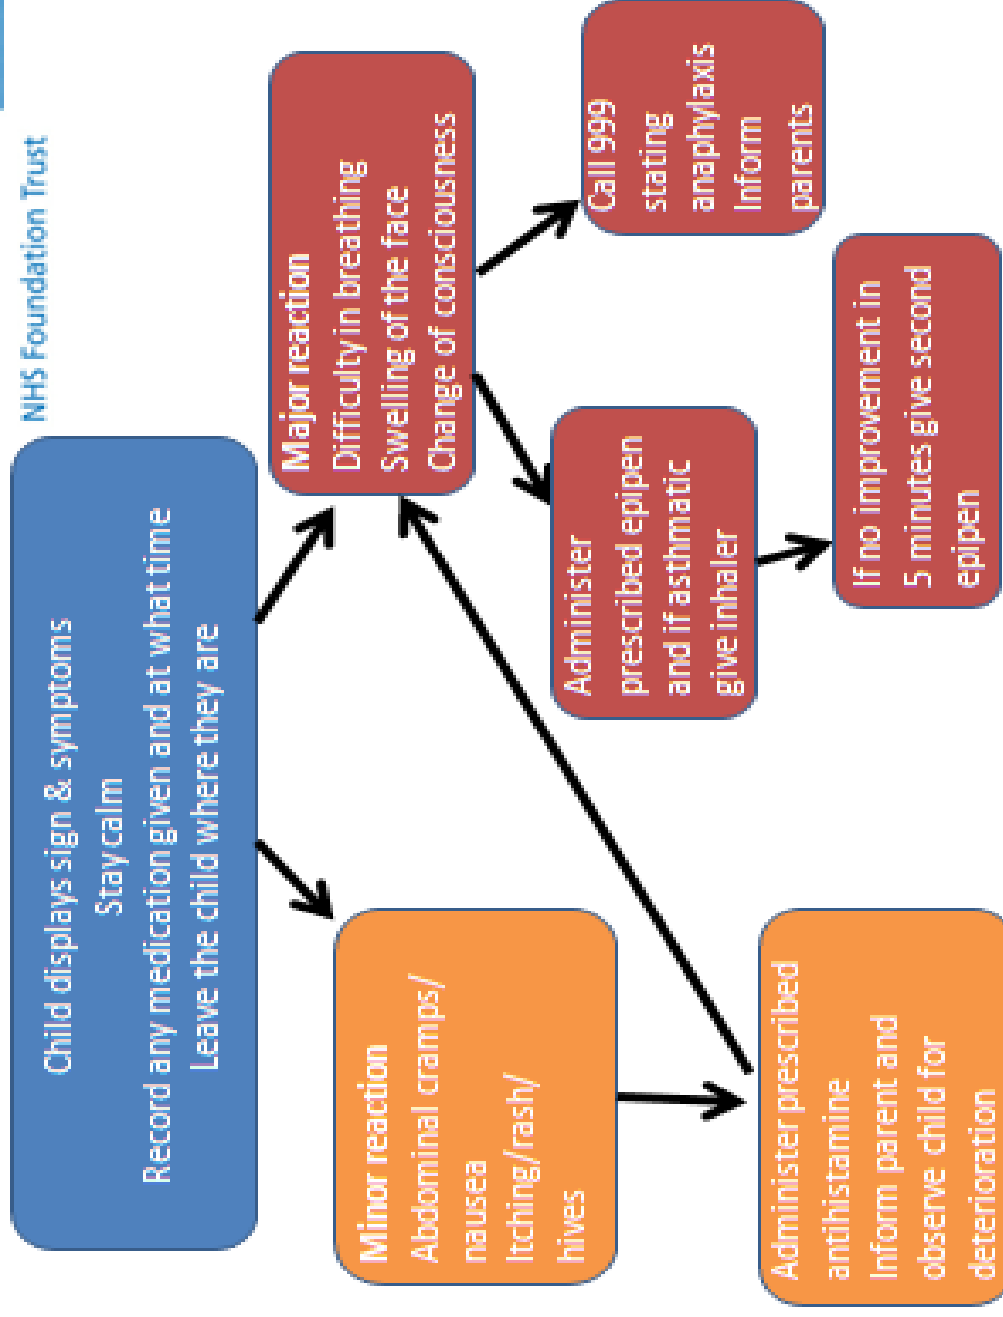 NHS Foundation Trust
Child displays sign & symptoms
Stay calm
Record any medication given and at what time
Leave the child where they are
Minor reaction
Abdominal cramps/
nausea
Itching/rash/
hives
Major reaction
Difficulty in breathing
Swelling of the face
Change of consciousness
Administer prescribed
antihistamine
Inform parent and
observe child for
deterioration
Administer
prescribed epipen
and if asthmatic
give inhaler
Call 999
stating
anaphylaxis
Inform
parents
If no improvement in
5 minutes give second
epipen